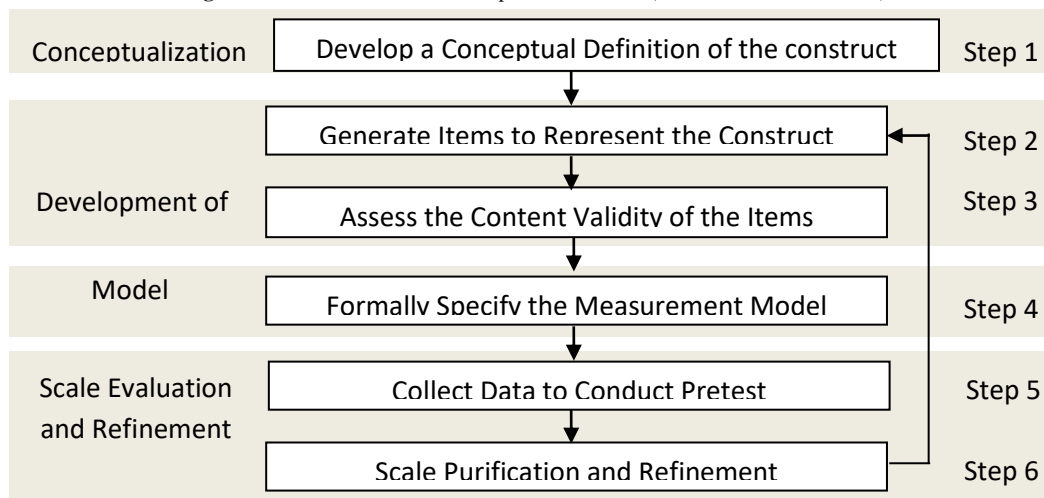 Conceptualization
Develop a Conceptual Definition of the construct
Step 1
Generate Items to Represent the Construct
Step 2
Development of
Assess the Content Validity of the Items
Step 3
Model
Formally Specify the Measurement Model
Step 4
Scale Evaluation
and Refinement
Collect Data to Conduct Pretest
Step 5
Scale Purification and Refinement
Step 6